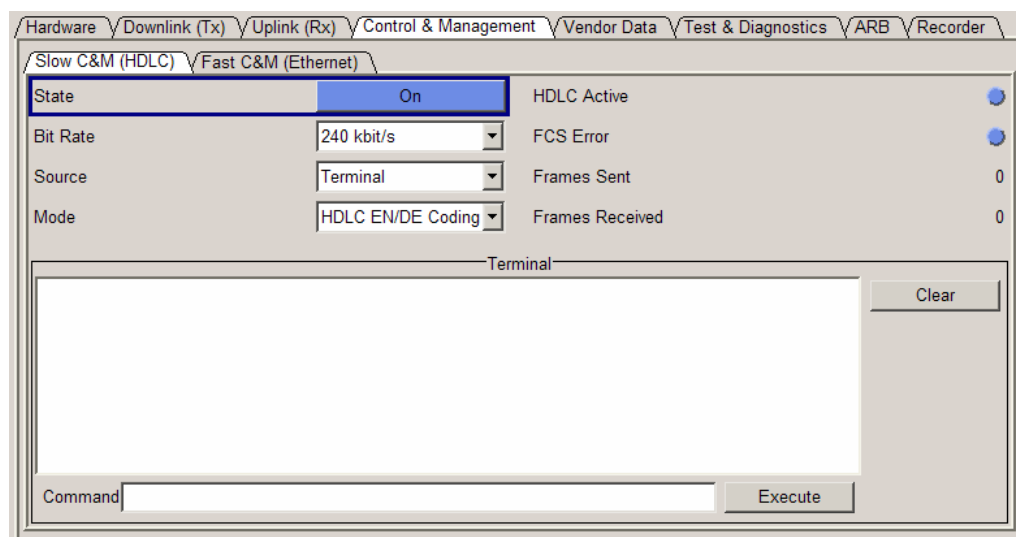 Hardware Downlink (Tx) Uplink (Rx) Control & Management Vendor Data Test & Diagnostics ARB Recorder
Slow C&M (HDLC) Fast C&M (Ethernet)
State On HDLC Active
Bit Rate 240 kbit/s FCS Error
Source Terminal Frames Sent 0
Mode HDLC EN/DE Coding Frames Received 0
Terminal
Clear
Command Execute